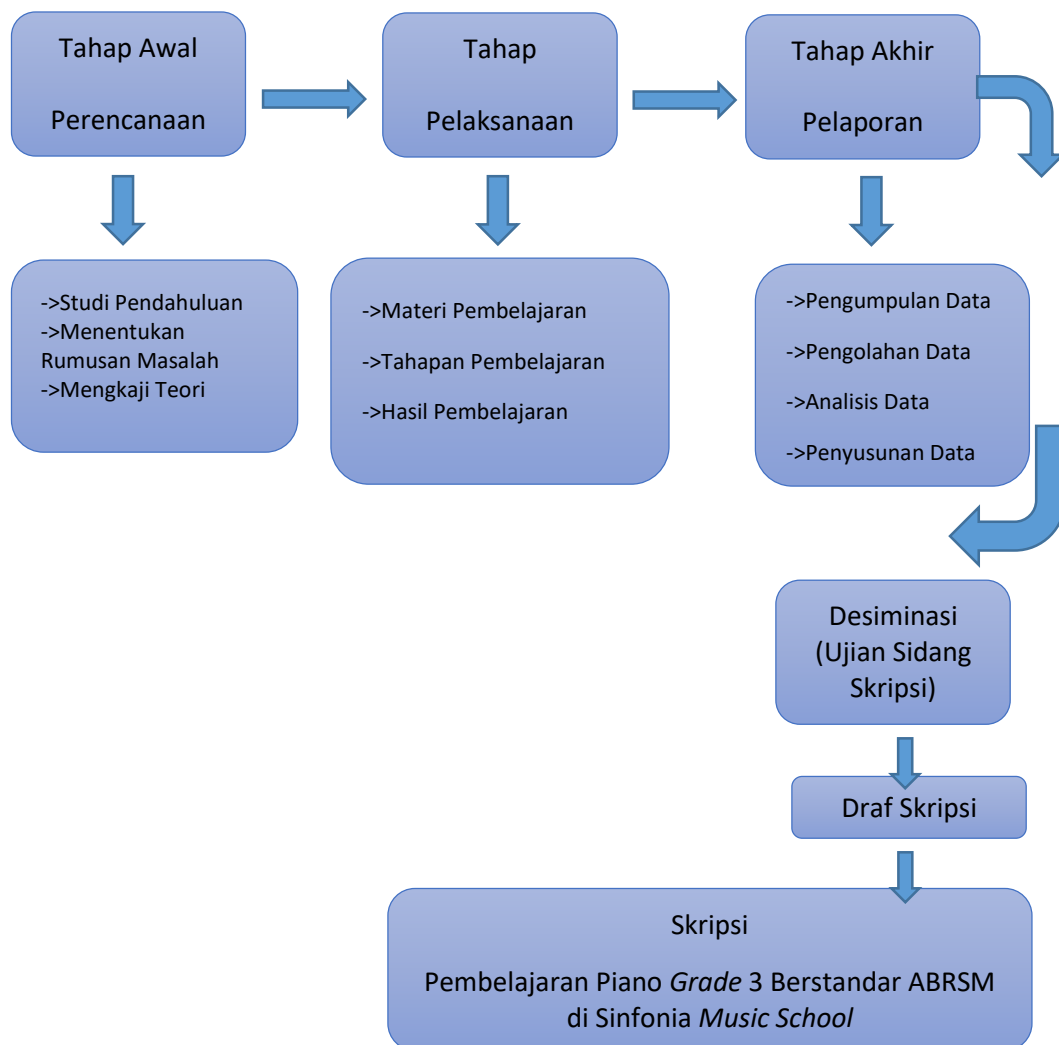 Tahap Awal
Perencanaan
Tahap
Pelaksanaan
Tahap Akhir
Pelaporan
->Studi Pendahuluan
->Menentukan
Rumusan Masalah
->Mengkaji Teori
->Materi Pembelajaran
->Tahapan Pembelajaran
->Hasil Pembelajaran
->Pengumpulan Data
->Pengolahan Data
->Analisis Data
->Penyusunan Data
Desiminasi
(Ujian Sidang
Skripsi)
Draf Skripsi
Skripsi
Pembelajaran Piano Grade 3 Berstandar ABRSM
di Sinfonia Music School